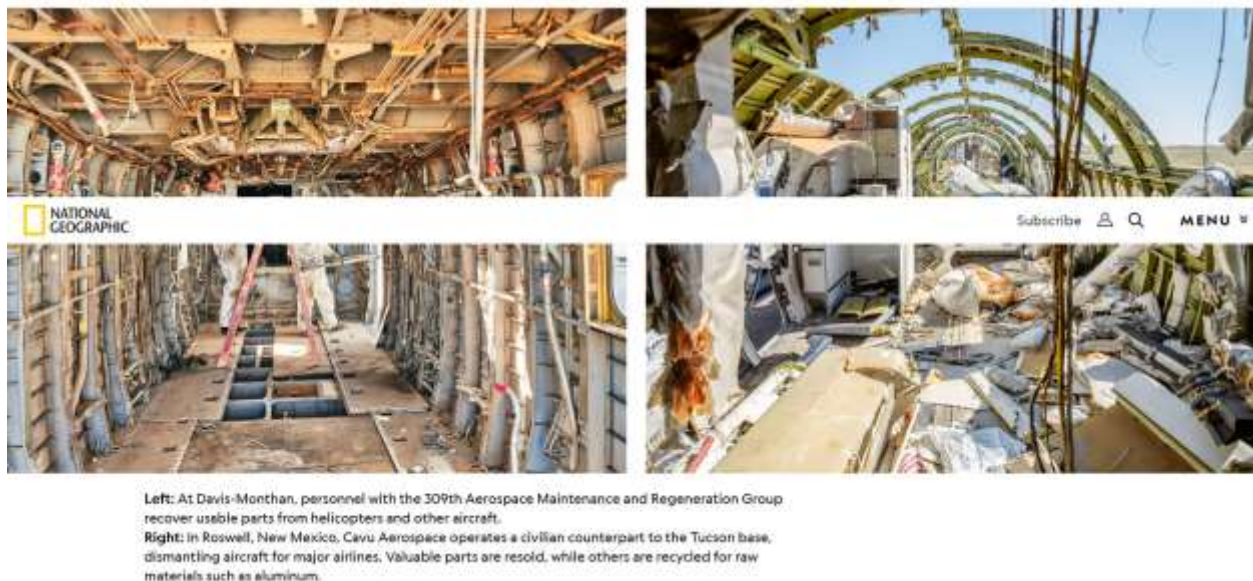 NATIONAL
GEOGRAPHIC
Subscribe
MENU
Left: At Davis-Monthan, personnel with the 309th Aerospace Maintenance and Regeneration Group
recover usable parts from helicopters and other aircraft.
Right: In Roswell, New Mexico, Cavu Aerospace operates a civilian counterpart to the Tucson base,
dismantling aircraft for major airlines. Valuable parts are resold, while others are recycled for raw
materials such as aluminum.